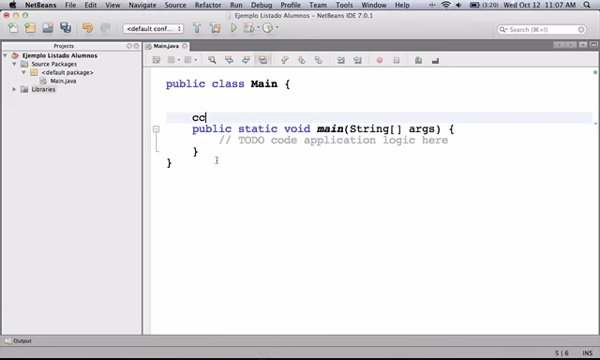 NetBeans File Edit View Navigate Source Refactor Run Debug Profile Team Tools Window Help (3:20) Wed Oct 12 11:07 AM
Ejemplo Listado Alumnos – NetBeans IDE 7.0.1
<default conf...
Search (⌘+I)
Projects
Ejemplo Listado Alumnos
Source Packages
<default package>
Main.java
Libraries
Main.java
public class Main {
cc
public static void main(String[] args) {
// TODO code application logic here
}
}
Output
5 | 6 INS